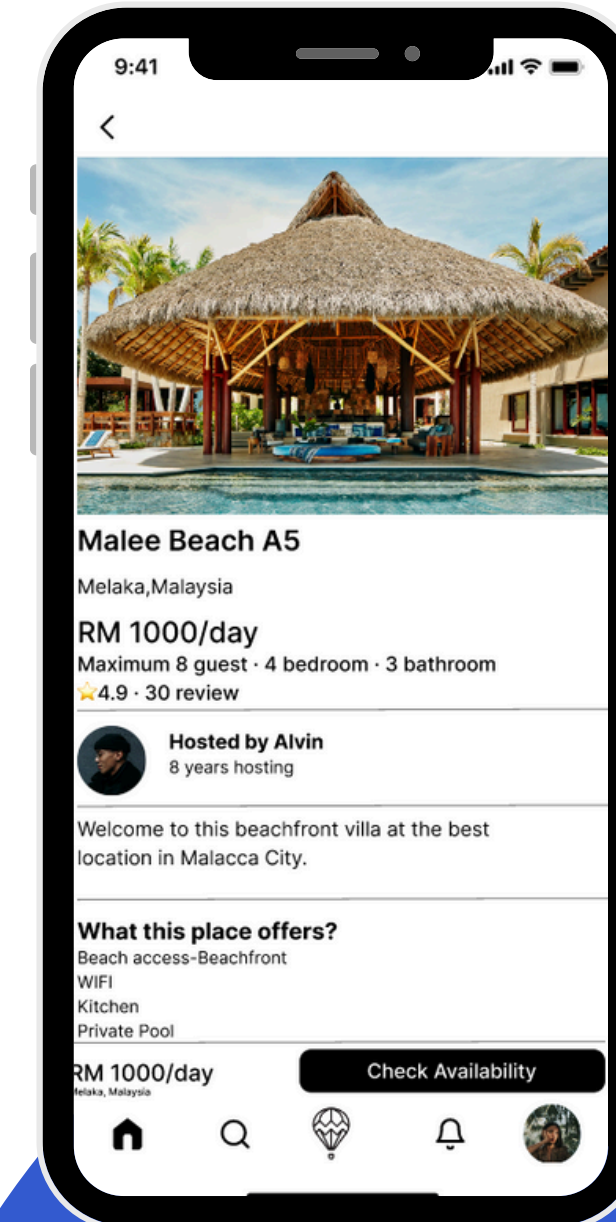 9:41
Malee Beach A5
Melaka,Malaysia
RM 1000/day
Maximum 8 guest · 4 bedroom · 3 bathroom
⭐4.9 · 30 review
Hosted by Alvin
8 years hosting
Welcome to this beachfront villa at the best
location in Malacca City.
What this place offers?
Beach access-Beachfront
WIFI
Kitchen
Private Pool
RM 1000/day
Melaka, Malaysia
Check Availability